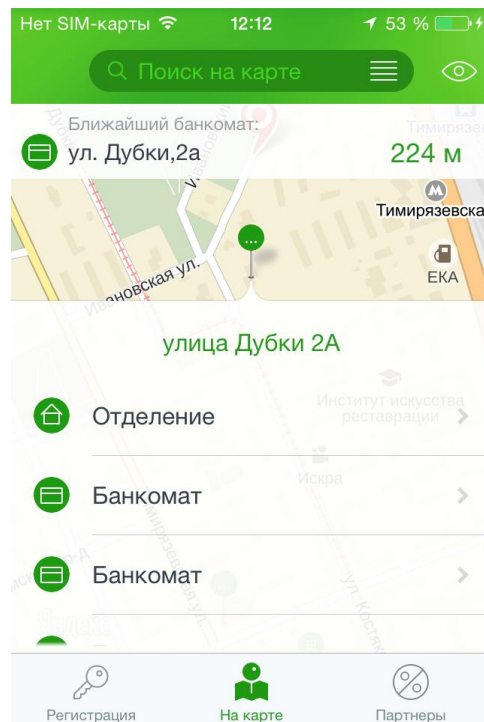 Нет SIM-карты 12:12 53 %
Поиск на карте
Ближайший банкомат:
ул. Дубки,2а 224 м
Тимирязевска
Ивановская ул.
ЕКА
улица Дубки 2А
Институт искусства
реставрации
Отделение
Искра
Банкомат
Банкомат
Регистрация На карте Партнеры